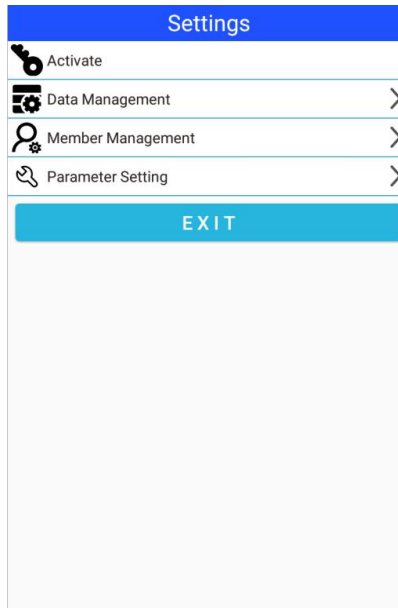 Settings
Activate
Data Management
Member Management
Parameter Setting
EXIT